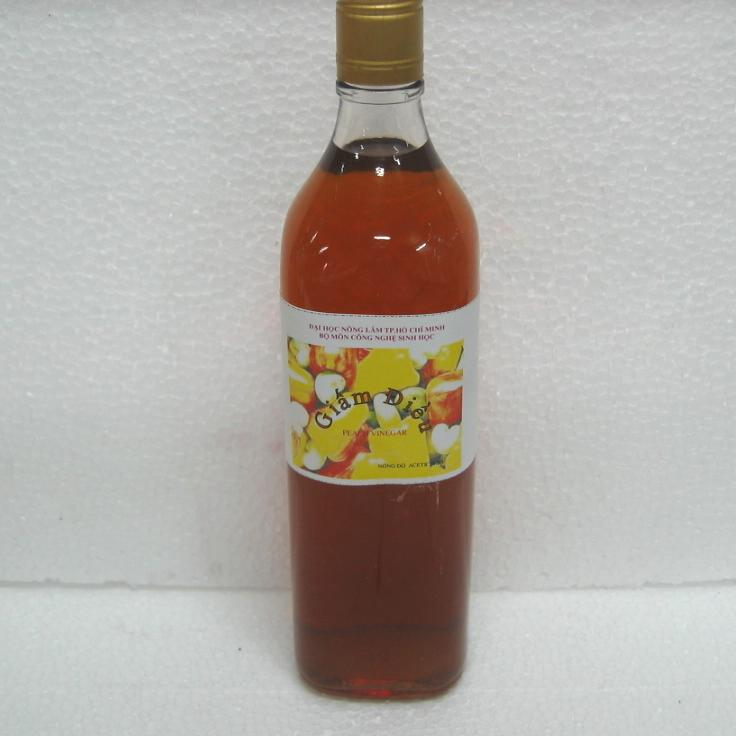 ĐẠI HỌC NÔNG LÂM TP.HỒ CHÍ MINH
BỘ MÔN CÔNG NGHỆ SINH HỌC
Giấm Điều
PEACH VINEGAR
NỒNG ĐỘ ACETIC